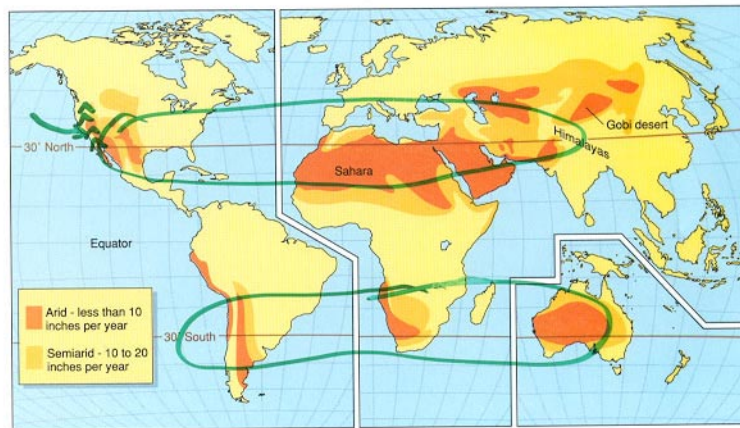 Gobi desert
Himalayas
30° North
Sahara
Equator
Arid - less than 10
inches per year
30° South
Semiarid - 10 to 20
inches per year